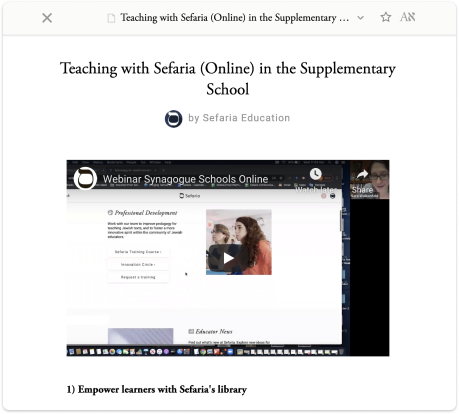 Teaching with Sefaria (Online) in the Supplementary ...
Teaching with Sefaria (Online) in the Supplementary
School
by Sefaria Education
Webinar Synagogue Schools Online
Watch later
Share
Sefaria
Professional Development
Work with our team to improve pedagogy for
teaching Jewish texts and to foster a more
innovative spirit within the community of Jewish
educators.
Sefaria Training Course ›
Innovation Circle ›
Request a training
Educator News
1) Empower learners with Sefaria's library